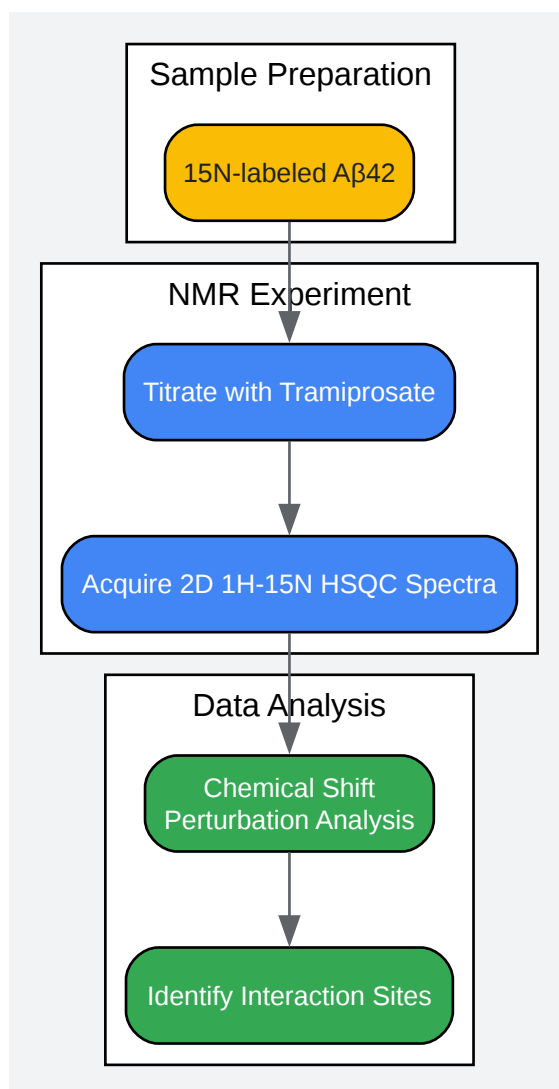 Sample Preparation
15N-labeled Aβ42
NMR Experiment
Titrate with Tramiprosate
Acquire 2D 1H-15N HSQC Spectra
Data Analysis
Chemical Shift
Perturbation Analysis
Identify Interaction Sites